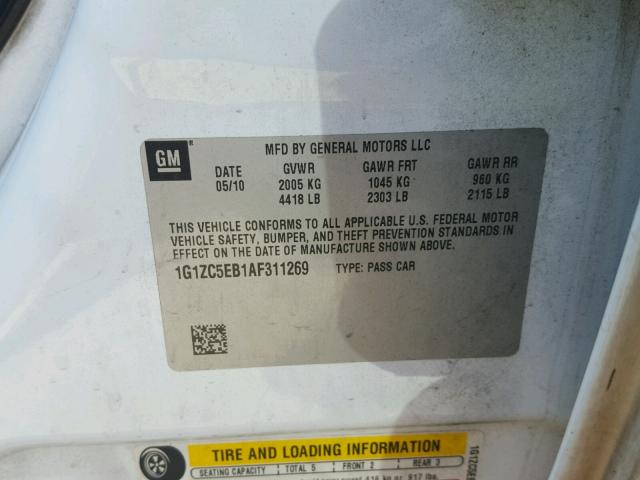 GM ®
MFD BY GENERAL MOTORS LLC
DATE GVWR GAWR FRT GAWR RR
05/10 2005 KG 1045 KG 960 KG
4418 LB 2303 LB 2115 LB
THIS VEHICLE CONFORMS TO ALL APPLICABLE U.S. FEDERAL MOTOR
VEHICLE SAFETY, BUMPER, AND THEFT PREVENTION STANDARDS IN
EFFECT ON THE DATE OF MANUFACTURE SHOWN ABOVE.
1G1ZC5EB1AF311269 TYPE: PASS CAR
TIRE AND LOADING INFORMATION
SEATING CAPACITY TOTAL 5 FRONT 2 REAR 3
1G1ZC5E